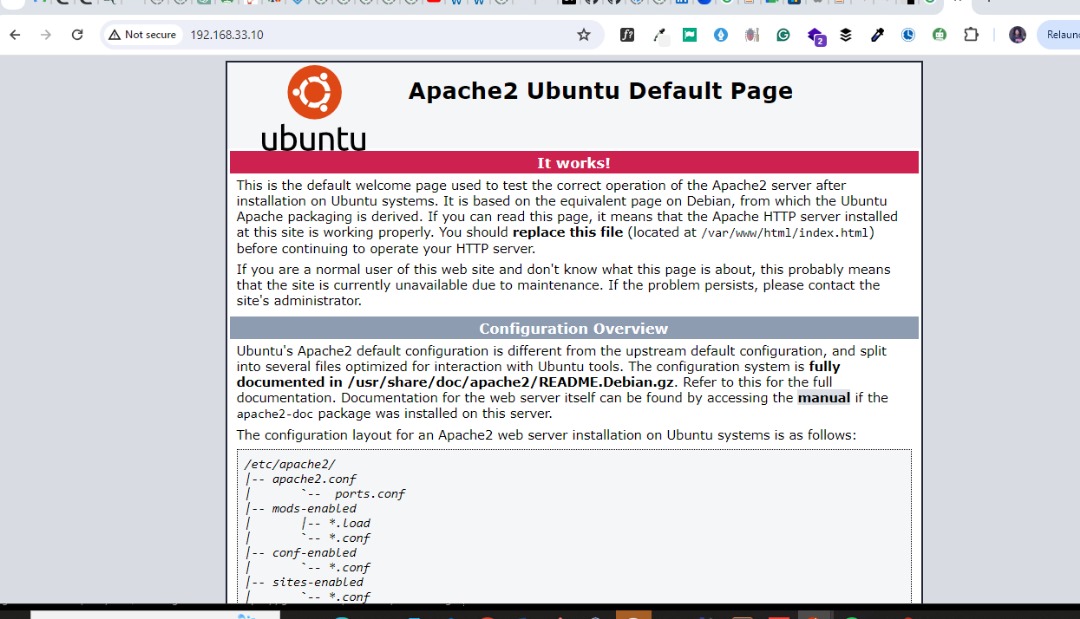 Not secure
192.168.33.10
f?
G
2
Relaun
ubuntu
Apache2 Ubuntu Default Page
It works!
This is the default welcome page used to test the correct operation of the Apache2 server after
installation on Ubuntu systems. It is based on the equivalent page on Debian, from which the Ubuntu
Apache packaging is derived. If you can read this page, it means that the Apache HTTP server installed
at this site is working properly. You should replace this file (located at /var/www/html/index.html)
before continuing to operate your HTTP server.
If you are a normal user of this web site and don't know what this page is about, this probably means
that the site is currently unavailable due to maintenance. If the problem persists, please contact the
site's administrator.
Configuration Overview
Ubuntu's Apache2 default configuration is different from the upstream default configuration, and split
into several files optimized for interaction with Ubuntu tools. The configuration system is fully
documented in /usr/share/doc/apache2/README.Debian.gz. Refer to this for the full
documentation. Documentation for the web server itself can be found by accessing the manual if the
apache2-doc package was installed on this server.
The configuration layout for an Apache2 web server installation on Ubuntu systems is as follows:
/etc/apache2/
|-- apache2.conf
|       `--  ports.conf
|-- mods-enabled
|       |-- *.load
|       `-- *.conf
|-- conf-enabled
|       `-- *.conf
|-- sites-enabled
|       `-- *.conf